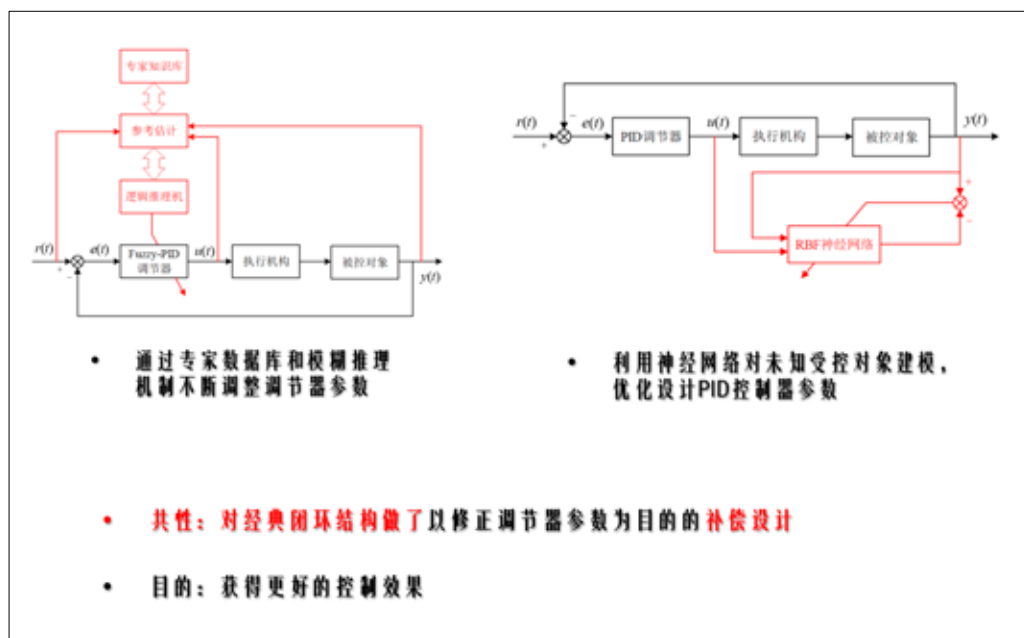 专家知识库
参考估计
逻辑推理机
r(t)
+
−
e(t)
Fuzzy-PID
调节器
u(t)
执行机构
被控对象
y(t)
r(t)
+
−
e(t)
PID调节器
u(t)
执行机构
被控对象
y(t)
+
−
RBF神经网络
• 通过专家数据库和模糊推理
机制不断调整调节器参数
• 利用神经网络对未知受控对象建模，
优化设计PID控制器参数
• 共性：对经典闭环结构做了以修正调节器参数为目的的补偿设计
• 目的：获得更好的控制效果